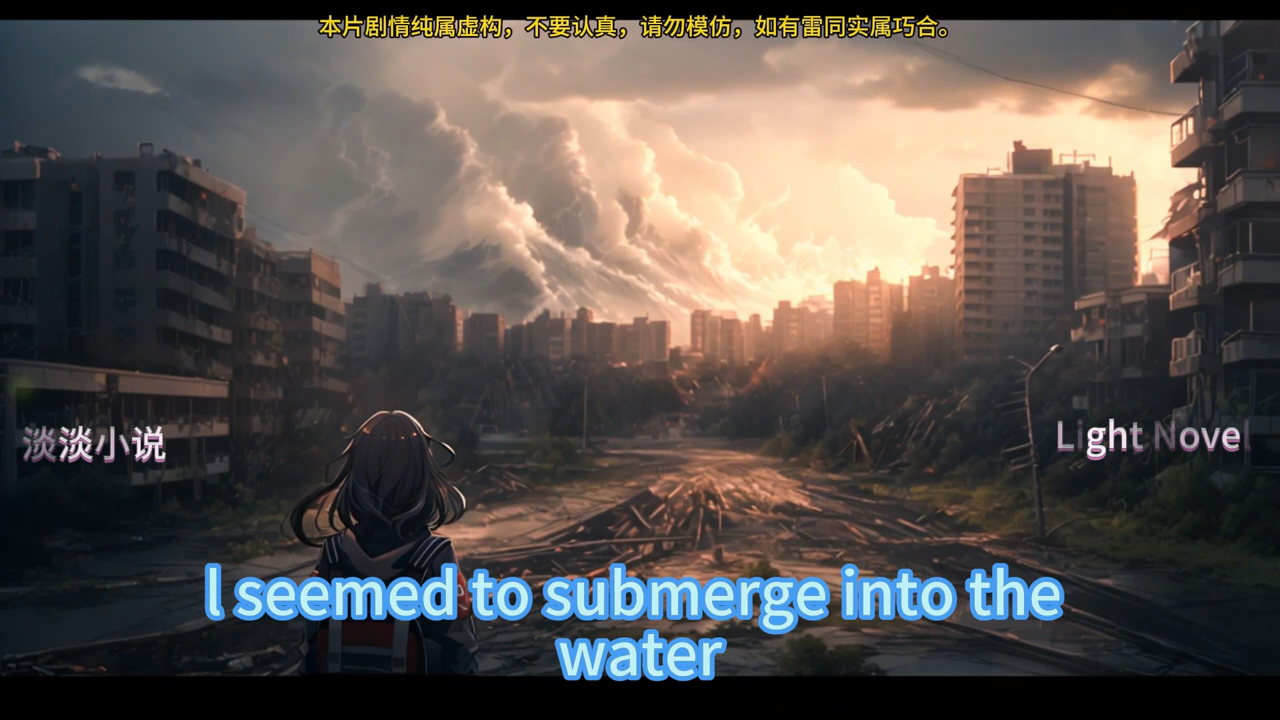 本片剧情纯属虚构，不要认真，请勿模仿，如有雷同实属巧合。
淡淡小说
Light Novel
l seemed to submerge into the
water